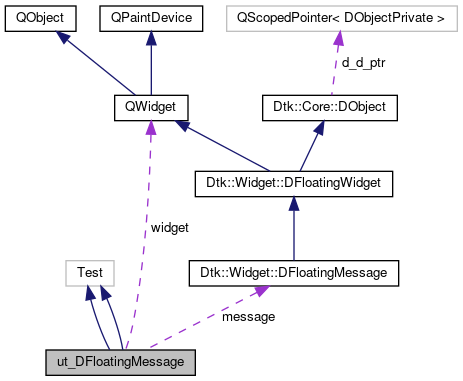 QObject
QPaintDevice
QScopedPointer< DObjectPrivate >
d_d_ptr
QWidget
Dtk::Core::DObject
Dtk::Widget::DFloatingWidget
widget
Test
Dtk::Widget::DFloatingMessage
message
ut_DFloatingMessage